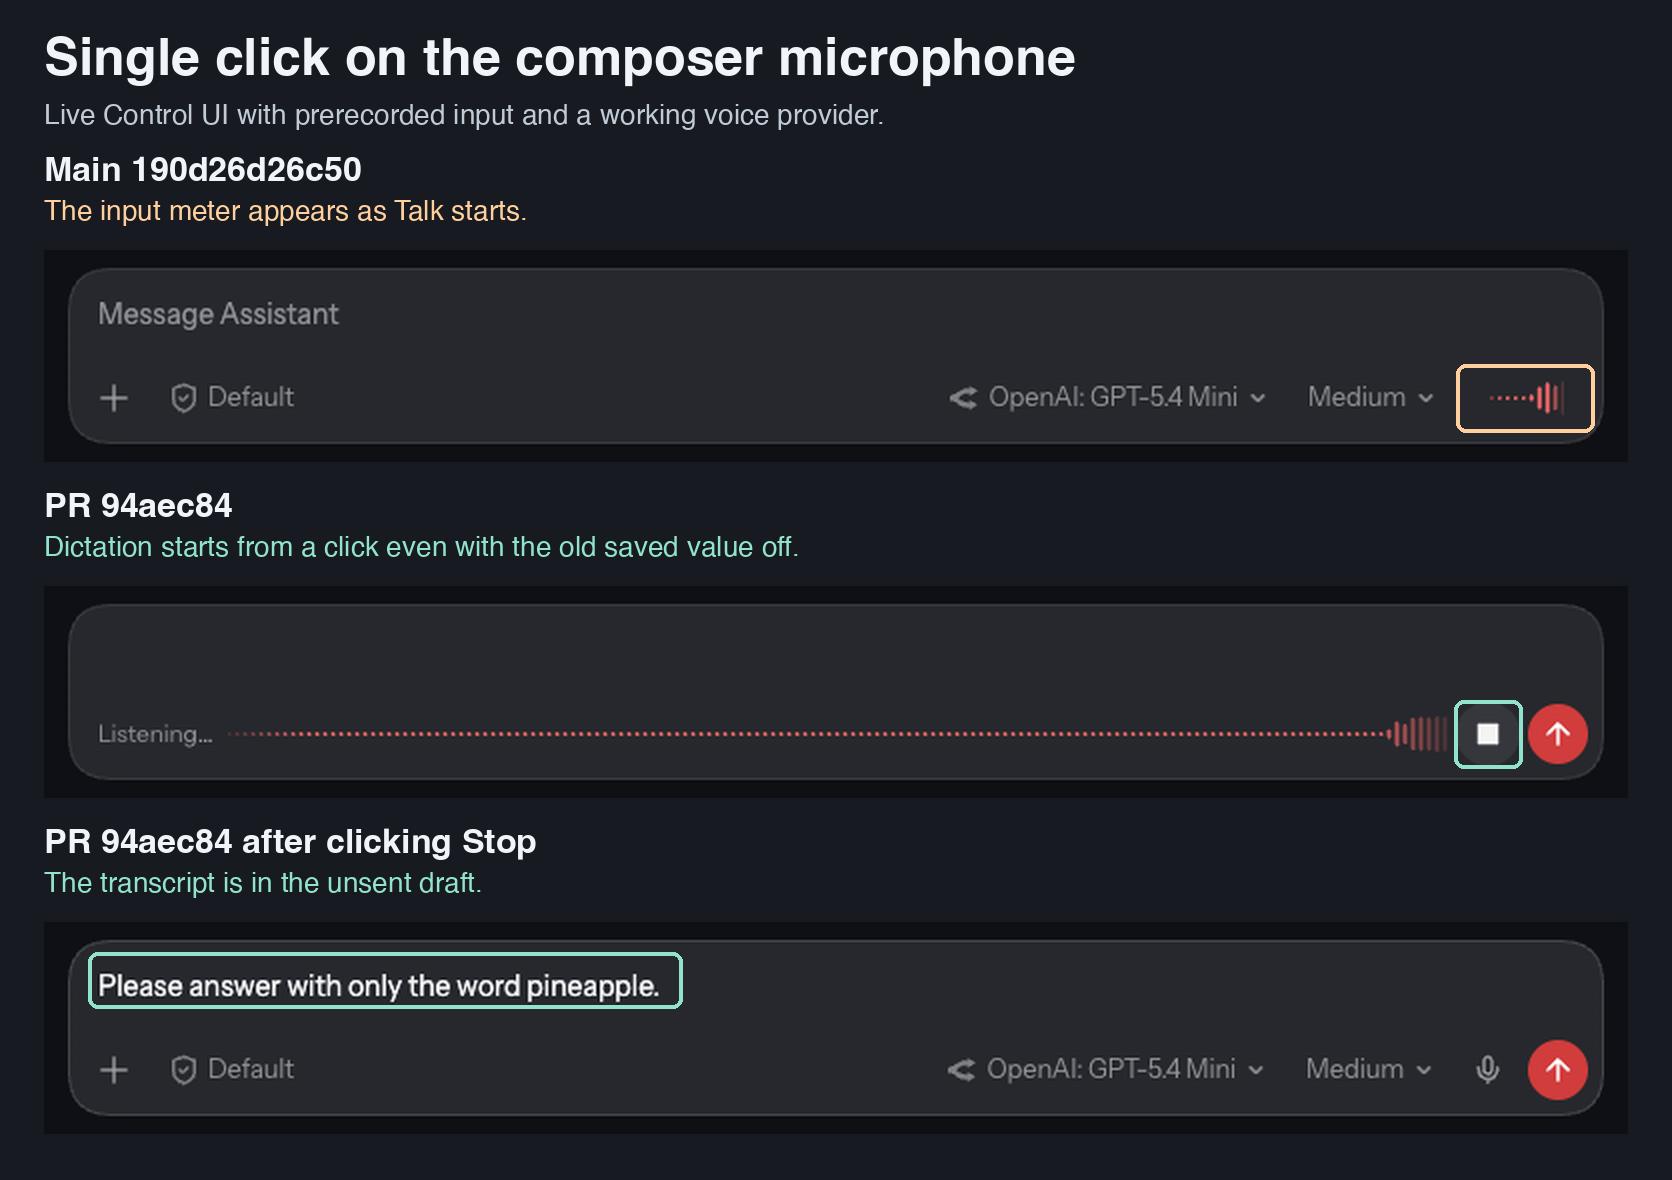 Single click on the composer microphone
Live Control UI with prerecorded input and a working voice provider.
Main 190d26d26c50
The input meter appears as Talk starts.
Message Assistant
Default OpenAI: GPT-5.4 Mini Medium
PR 94aec84
Dictation starts from a click even with the old saved value off.
Listening...
PR 94aec84 after clicking Stop
The transcript is in the unsent draft.
Please answer with only the word pineapple.
Default OpenAI: GPT-5.4 Mini Medium